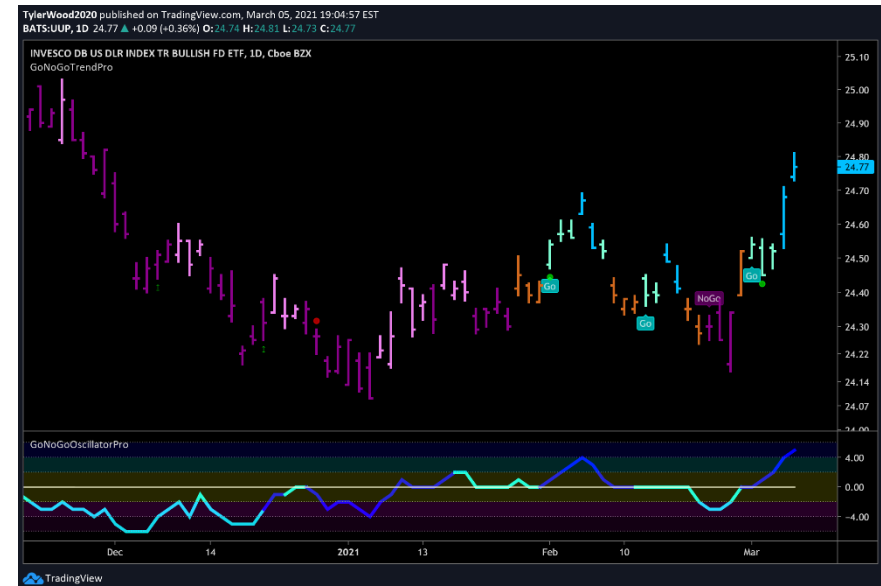 TylerWood2020 published on TradingView.com, March 05, 2021 19:04:57 EST
BATS:UUP, 1D 24.77 ▲ +0.09 (+0.36%) O:24.74 H:24.81 L:24.73 C:24.77
INVESCO DB US DLR INDEX TR BULLISH FD ETF, 1D, Cboe BZX
GoNoGoTrendPro
25.10
25.00
24.90
24.80
24.77
24.70
24.60
24.50
24.40
24.30
24.22
24.14
24.07
24.00
Go
Go
NoGo
Go
GoNoGoOscillatorPro
4.00
0.00
−4.00
Dec 14 2021 13 Feb 10 Mar
TradingView